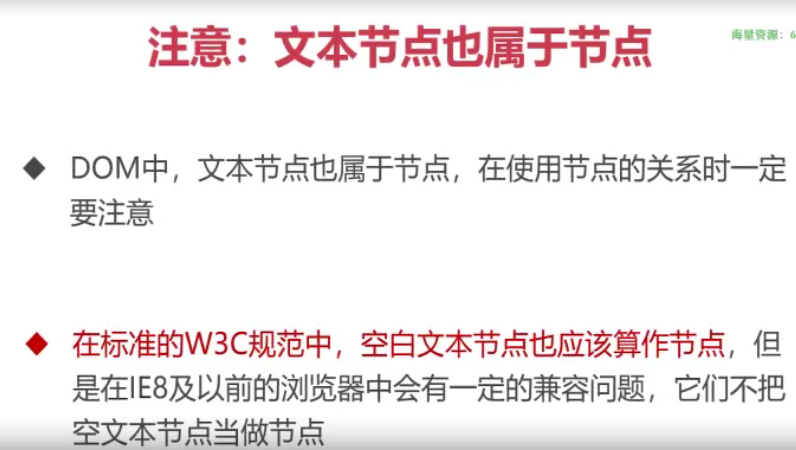 注意：文本节点也属于节点
海量资源：6
◆ DOM中，文本节点也属于节点，在使用节点的关系时一定
要注意
◆ 在标准的W3C规范中，空白文本节点也应该算作节点，但
是在IE8及以前的浏览器中会有一定的兼容问题，它们不把
空文本节点当做节点